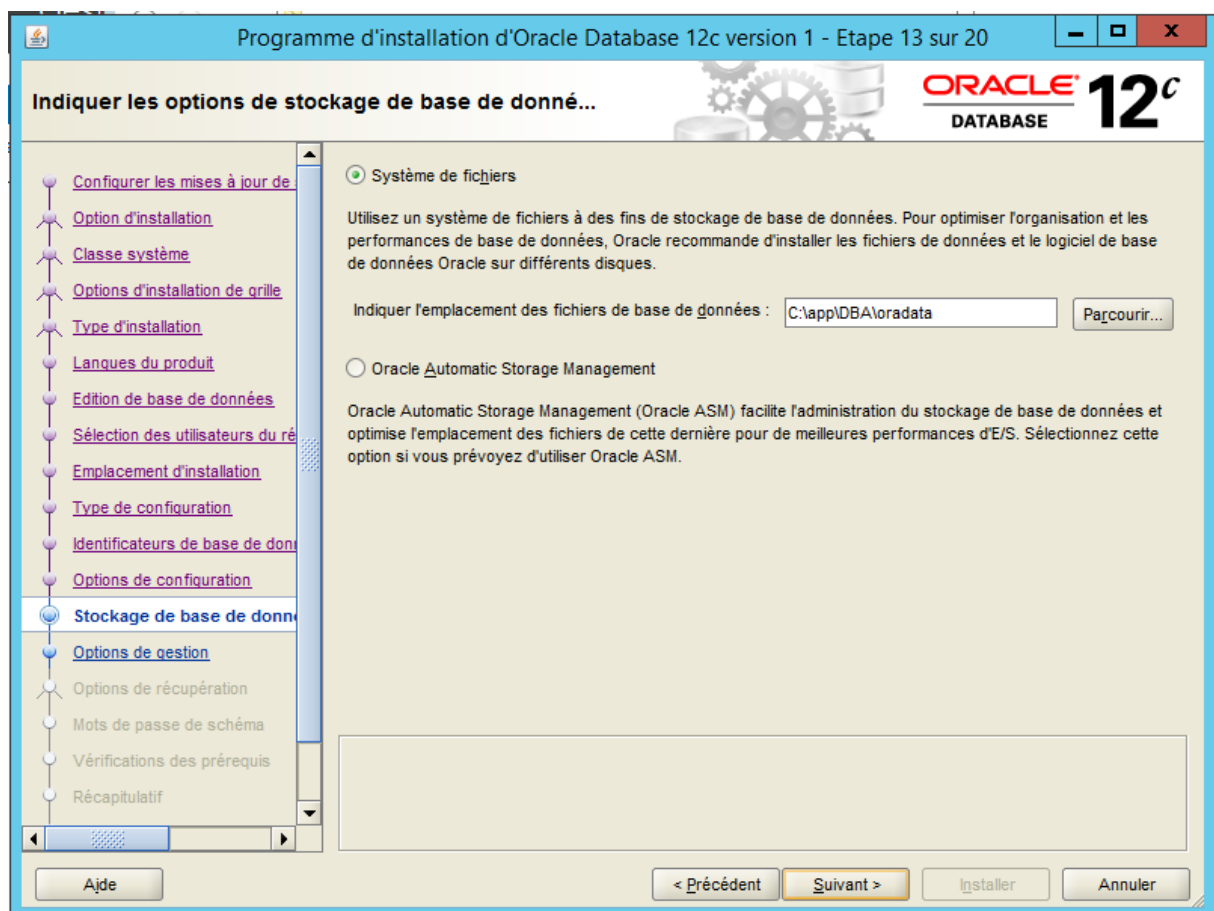 Programme d'installation d'Oracle Database 12c version 1 - Etape 13 sur 20
Indiquer les options de stockage de base de donné...
ORACLE
DATABASE
12c
Configurer les mises à jour de
Option d'installation
Classe système
Options d'installation de grille
Type d'installation
Langues du produit
Edition de base de données
Sélection des utilisateurs du ré
Emplacement d'installation
Type de configuration
Identificateurs de base de donn
Options de configuration
Stockage de base de donné
Options de gestion
Options de récupération
Mots de passe de schéma
Vérifications des prérequis
Récapitulatif
Système de fichiers
Utilisez un système de fichiers à des fins de stockage de base de données. Pour optimiser l'organisation et les
performances de base de données, Oracle recommande d'installer les fichiers de données et le logiciel de base
de données Oracle sur différents disques.
Indiquer l'emplacement des fichiers de base de données : C:\app\DBA\oradata Parcourir...
Oracle Automatic Storage Management
Oracle Automatic Storage Management (Oracle ASM) facilite l'administration du stockage de base de données et
optimise l'emplacement des fichiers de cette dernière pour de meilleures performances d'E/S. Sélectionnez cette
option si vous prévoyez d'utiliser Oracle ASM.
Aide < Précédent Suivant > Installer Annuler